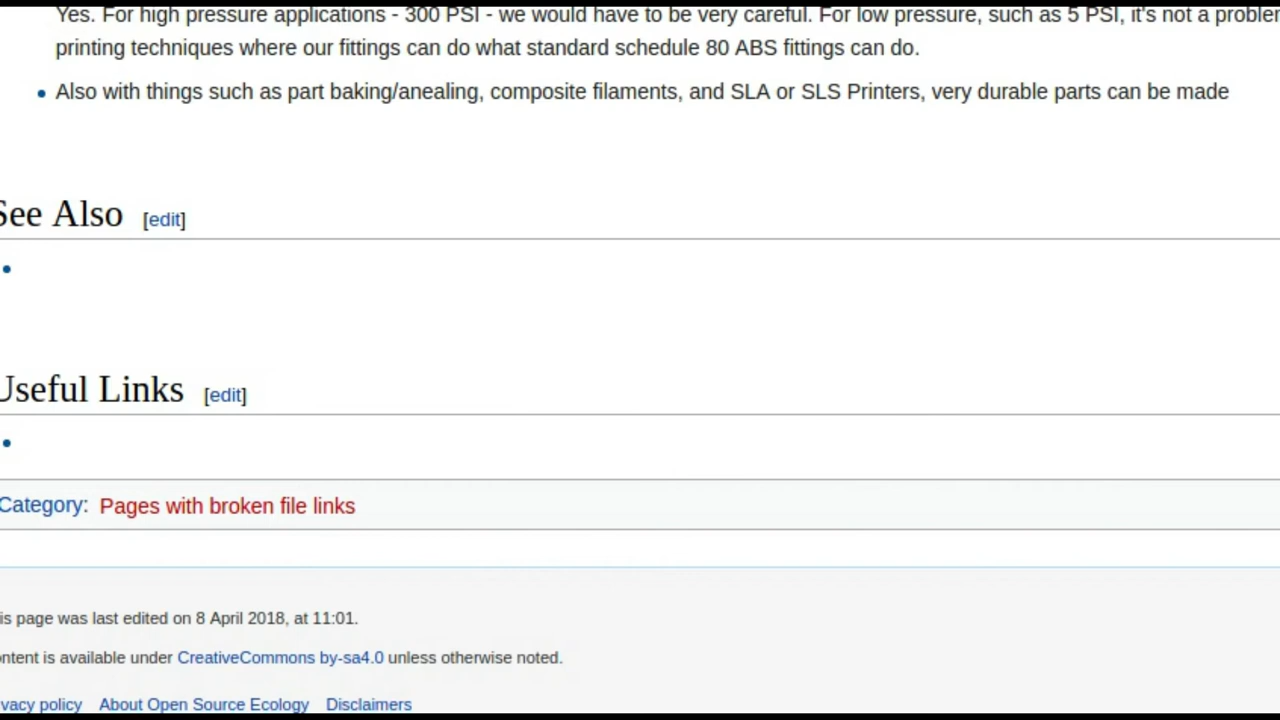 Yes. For high pressure applications - 300 PSI - we would have to be very careful. For low pressure, such as 5 PSI, it's not a
printing techniques where our fittings can do what standard schedule 80 ABS fittings can do.
Also with things such as part baking/anealing, composite filaments, and SLA or SLS Printers, very durable parts can be made
See Also [edit]
Useful Links [edit]
Category: Pages with broken file links
is page was last edited on 8 April 2018, at 11:01.
ontent is available under CreativeCommons by-sa4.0 unless otherwise noted.
vacy policy About Open Source Ecology Disclaimers